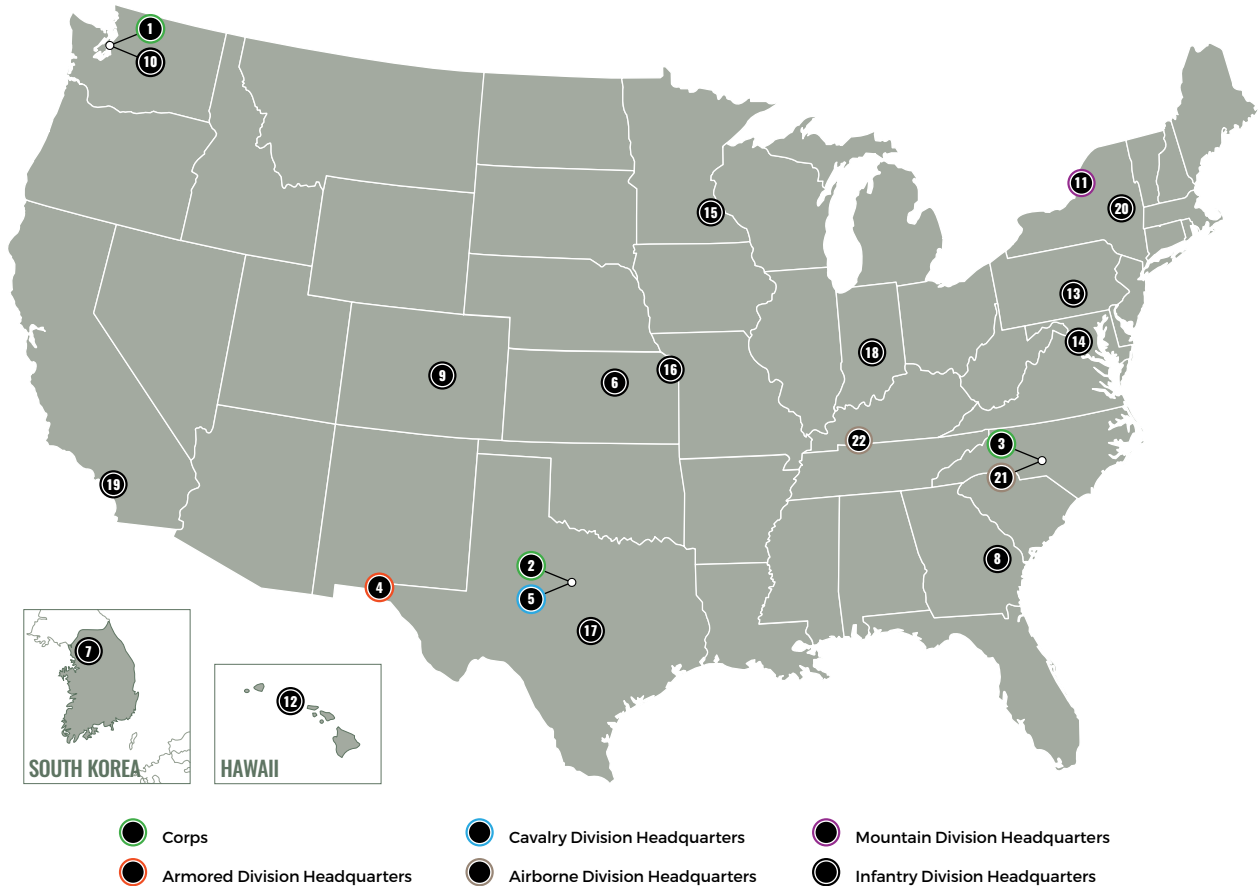 1
10
11
20
15
13
14
18
9
6
16
22
3
21
19
8
2
5
4
17
7
12
SOUTH KOREA
HAWAII
Corps
Cavalry Division Headquarters
Mountain Division Headquarters
Armored Division Headquarters
Airborne Division Headquarters
Infantry Division Headquarters